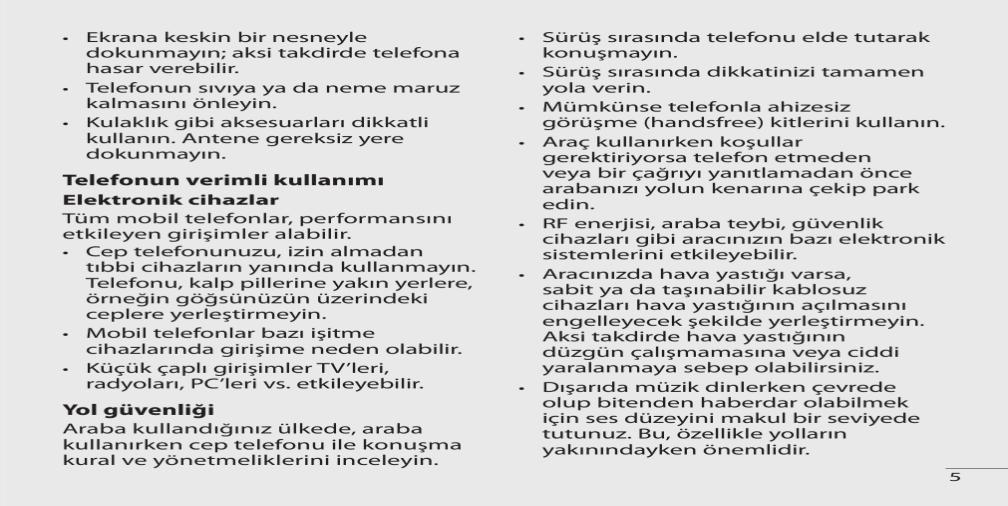 • Ekrana keskin bir nesneyle
dokunmayın; aksi takdirde telefona
hasar verebilir.
• Telefonun sıvıya ya da neme maruz
kalmasını önleyin.
• Kulaklık gibi aksesuarları dikkatli
kullanın. Antene gereksiz yere
dokunmayın.
Telefonun verimli kullanımı
Elektronik cihazlar
Tüm mobil telefonlar, performansını
etkileyen girişimler alabilir.
• Cep telefonunuzu, izin almadan
tıbbi cihazların yanında kullanmayın.
Telefonu, kalp pillerine yakın yerlere,
örneğin göğsünüzün üzerindeki
ceplere yerleştirmeyin.
• Mobil telefonlar bazı işitme
cihazlarında girişime neden olabilir.
• Küçük çaplı girişimler TV’leri,
radyoları, PC’leri vs. etkileyebilir.
Yol güvenliği
Araba kullandığınız ülkede, araba
kullanırken cep telefonu ile konuşma
kural ve yönetmeliklerini inceleyin.
• Sürüş sırasında telefonu elde tutarak
konuşmayın.
• Sürüş sırasında dikkatinizi tamamen
yola verin.
• Mümkünse telefonla ahizesiz
görüşme (handsfree) kitlerini kullanın.
• Araç kullanırken koşullar
gerektiriyorsa telefon etmeden
veya bir çağrıyı yanıtlamadan önce
arabanızı yolun kenarına çekip park
edin.
• RF enerjisi, araba teybi, güvenlik
cihazları gibi aracınızın bazı elektronik
sistemlerini etkileyebilir.
• Aracınızda hava yastığı varsa,
sabit ya da taşınabilir kablosuz
cihazları hava yastığının açılmasını
engelleyecek şekilde yerleştirmeyin.
Aksi takdirde hava yastığının
düzgün çalışmamasına veya ciddi
yaralanmaya sebep olabilirsiniz.
• Dışarıda müzik dinlerken çevrede
olup bitenden haberdar olabilmek
için ses düzeyini makul bir seviyede
tutunuz. Bu, özellikle yolların
yakınındayken önemlidir.
5